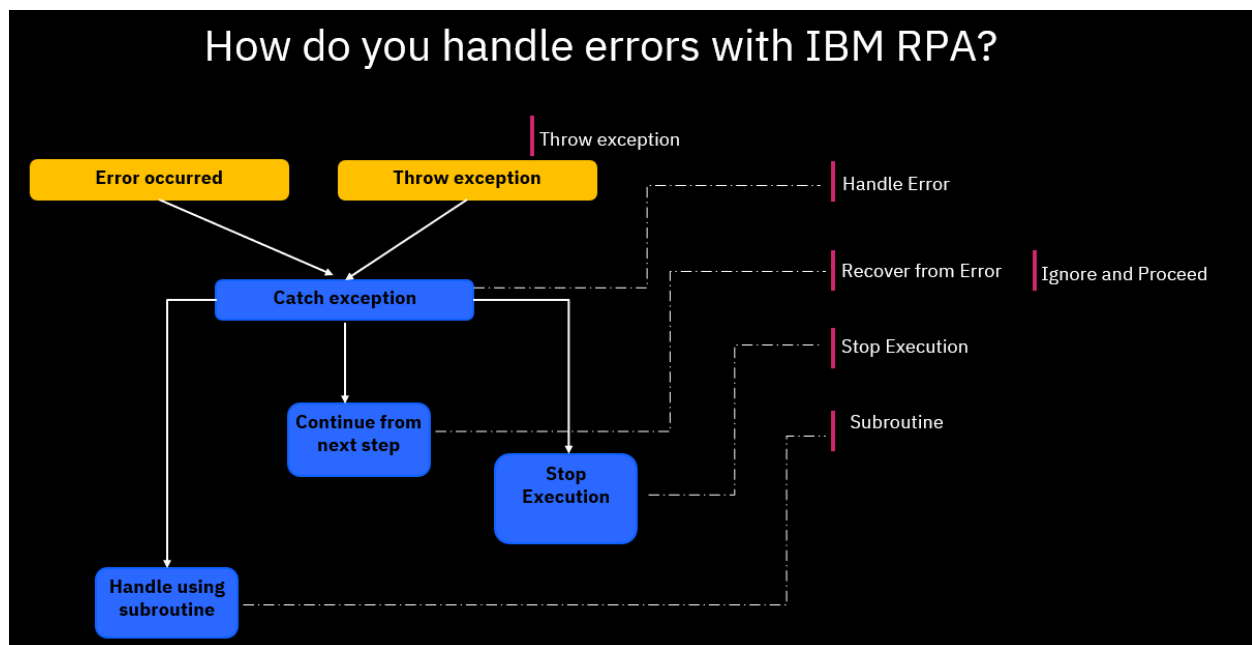 How do you handle errors with IBM RPA?
Throw exception
Error occurred
Throw exception
Handle Error
Recover from Error
Ignore and Proceed
Catch exception
Stop Execution
Continue from
next step
Subroutine
Stop
Execution
Handle using
subroutine